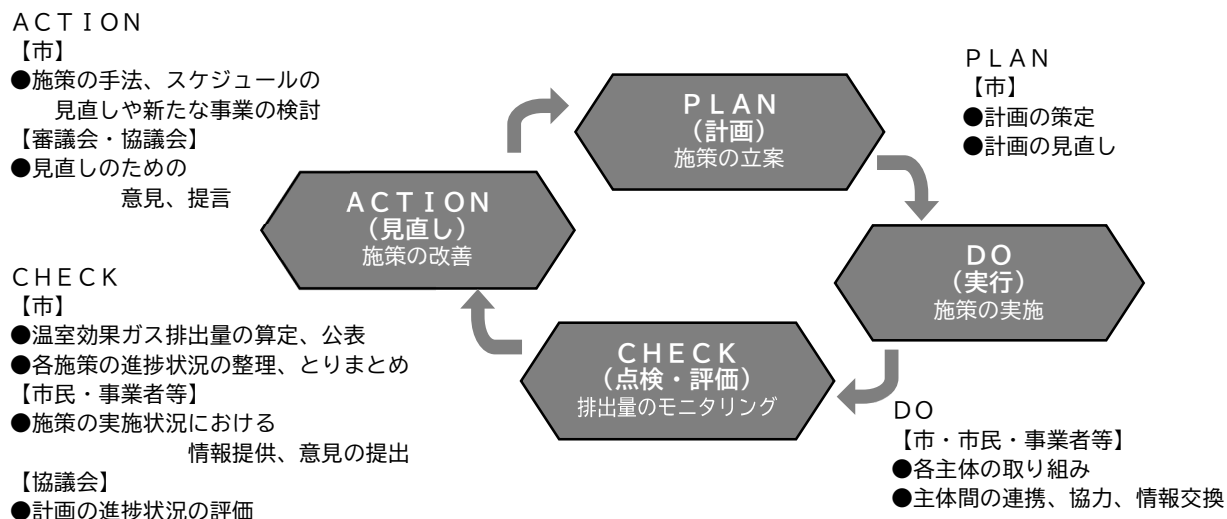 ＡＣＴＩＯＮ
【市】
●施策の手法、スケジュールの
見直しや新たな事業の検討
【審議会・協議会】
●見直しのための
意見、提言
ＰＬＡＮ
（計画）
施策の立案
ＰＬＡＮ
【市】
●計画の策定
●計画の見直し
ＡＣＴＩＯＮ
（見直し）
施策の改善
ＤＯ
（実行）
施策の実施
ＣＨＥＣＫ
【市】
●温室効果ガス排出量の算定、公表
●各施策の進捗状況の整理、とりまとめ
【市民・事業者等】
●施策の実施状況における
情報提供、意見の提出
【協議会】
●計画の進捗状況の評価
ＣＨＥＣＫ
（点検・評価）
排出量のモニタリング
ＤＯ
【市・市民・事業者等】
●各主体の取り組み
●主体間の連携、協力、情報交換